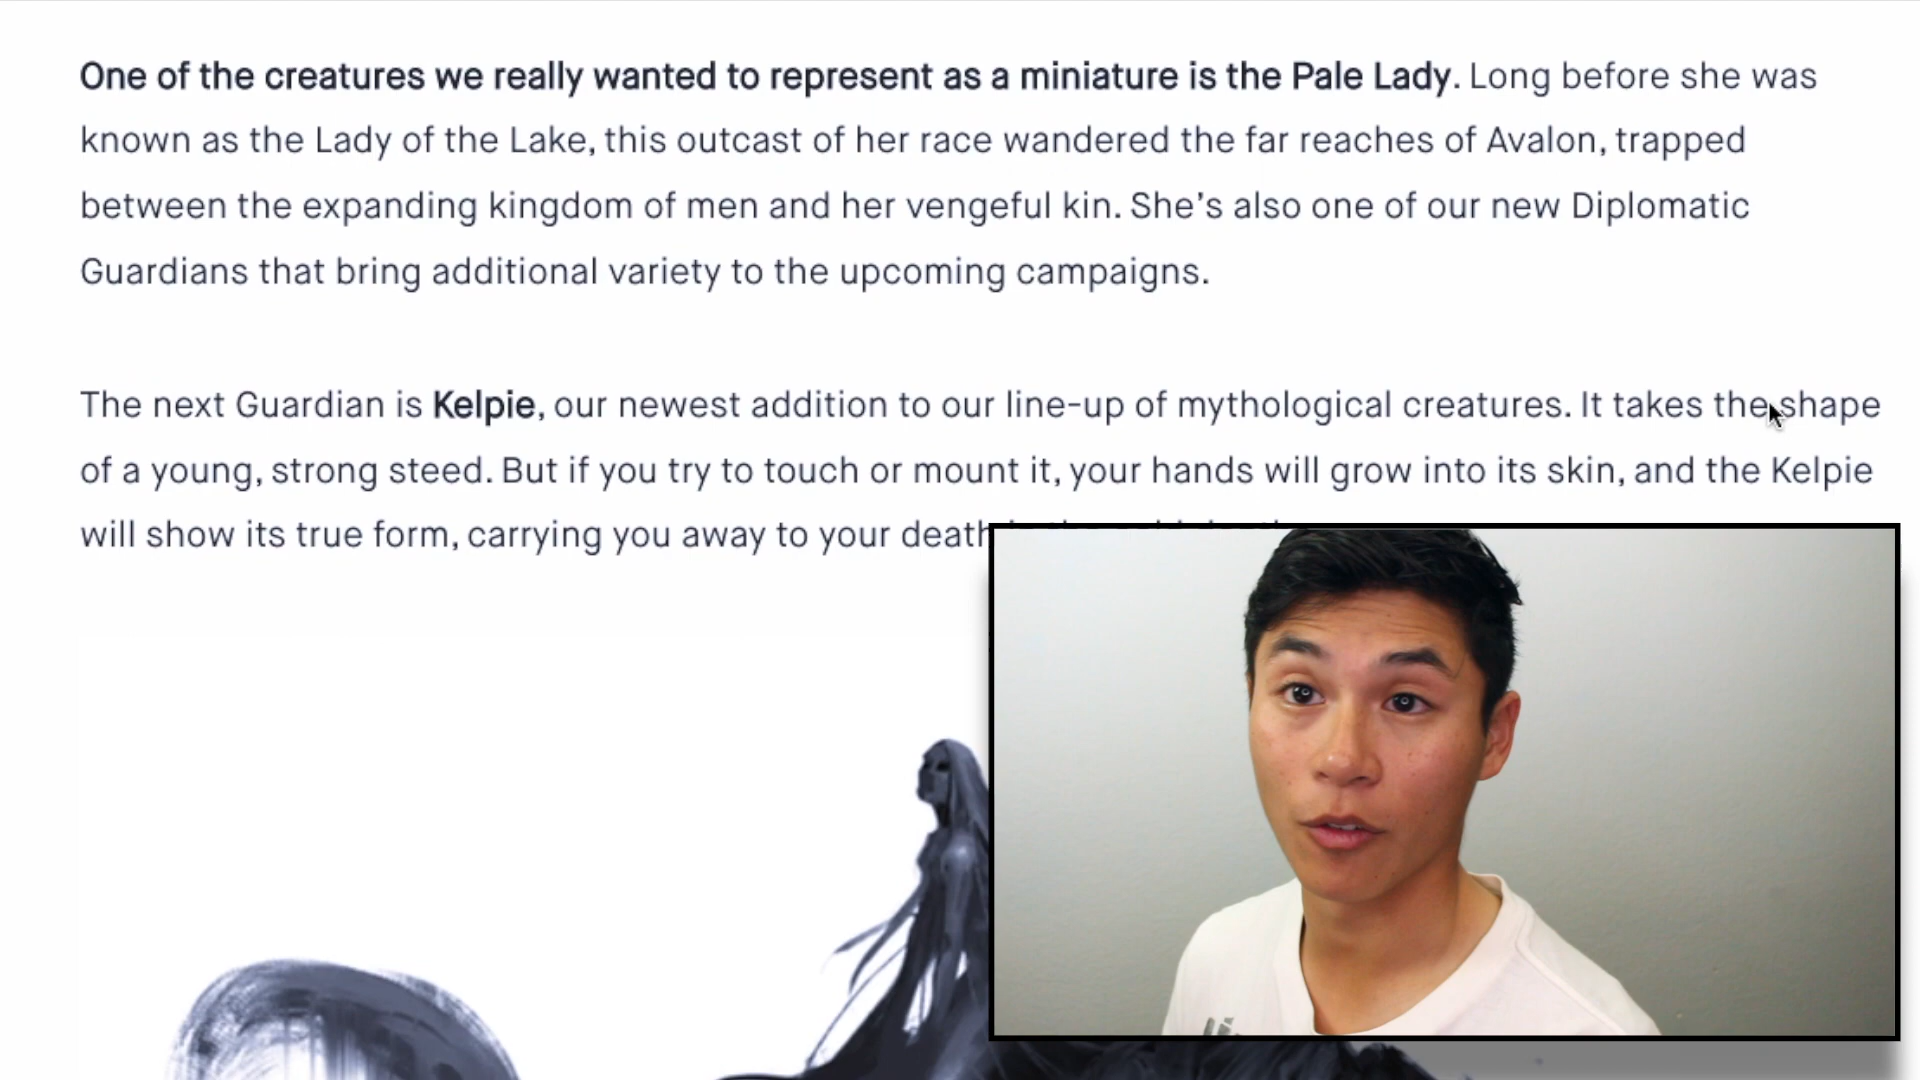 One of the creatures we really wanted to represent as a miniature is the Pale Lady. Long before she was
known as the Lady of the Lake, this outcast of her race wandered the far reaches of Avalon, trapped
between the expanding kingdom of men and her vengeful kin. She’s also one of our new Diplomatic
Guardians that bring additional variety to the upcoming campaigns.
The next Guardian is Kelpie, our newest addition to our line-up of mythological creatures. It takes the shape
of a young, strong steed. But if you try to touch or mount it, your hands will grow into its skin, and the Kelpie
will show its true form, carrying you away to your death